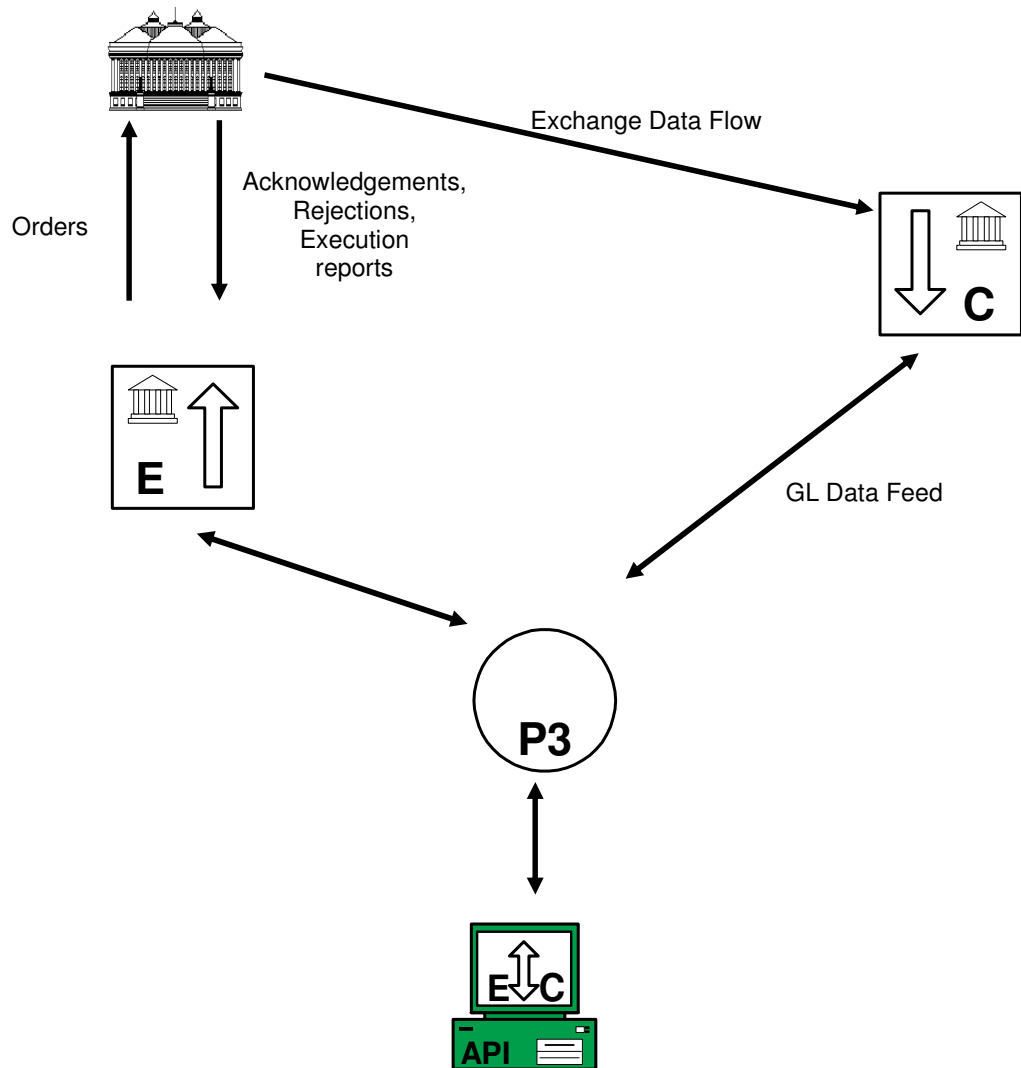 Exchange Data Flow
Acknowledgements,
Rejections,
Execution
reports
Orders
C
E
GL Data Feed
P3
E C
API